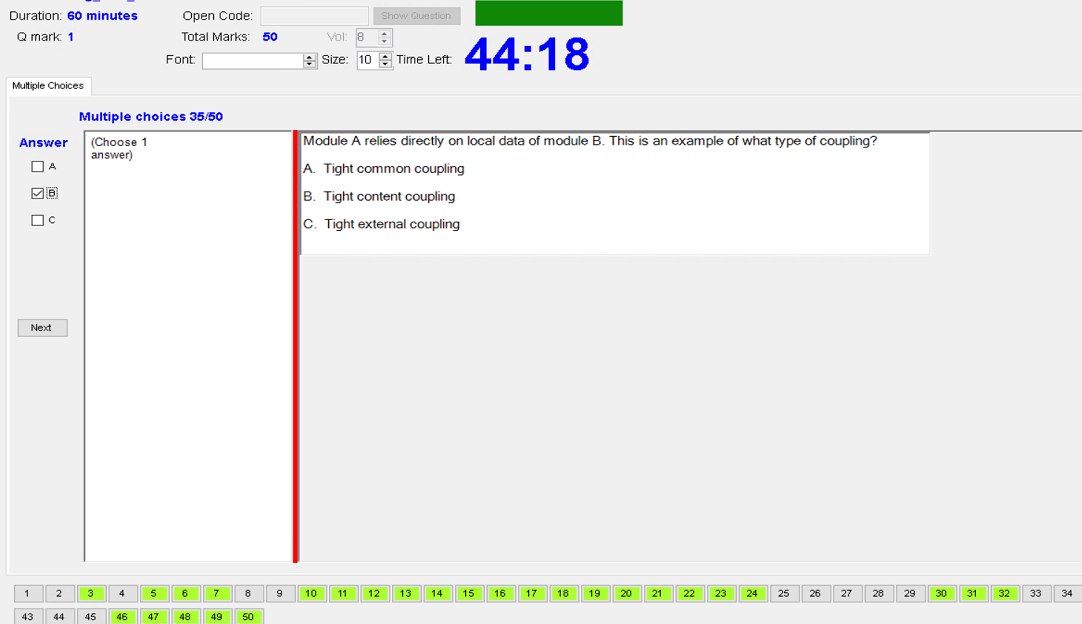 Duration: 60 minutes Open Code: Show Question
Q mark: 1 Total Marks: 50 Vol: 8
Font: Size: 10 Time Left: 44:18
Multiple Choices
Multiple choices 35/50
Answer
A
B
C
Next
(Choose 1
answer)
Module A relies directly on local data of module B. This is an example of what type of coupling?
A. Tight common coupling
B. Tight content coupling
C. Tight external coupling
1 2 3 4 5 6 7 8 9 10 11 12 13 14 15 16 17 18 19 20 21 22 23 24 25 26 27 28 29 30 31 32 33 34
43 44 45 46 47 48 49 50